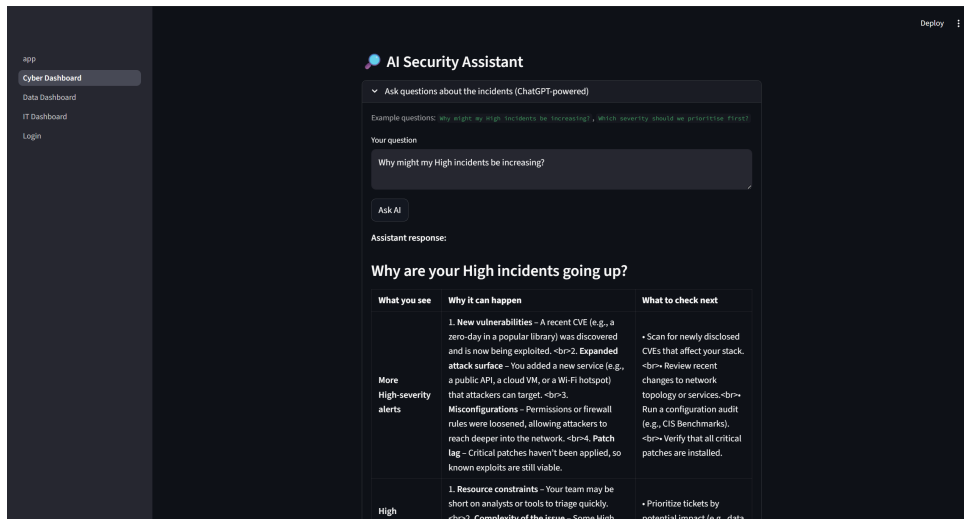 Deploy
app
Cyber Dashboard
Data Dashboard
IT Dashboard
Login
AI Security Assistant
Ask questions about the incidents (ChatGPT-powered)
Example questions: Why might my High incidents be increasing? , Which severity should we prioritise first?
Your question
Why might my High incidents be increasing?
Ask AI
Assistant response:
Why are your High incidents going up?
What you see
Why it can happen
What to check next
More
High-severity
alerts
1. New vulnerabilities – A recent CVE (e.g., a
zero-day in a popular library) was discovered
and is now being exploited. <br>2. Expanded
attack surface – You added a new service (e.g.,
a public API, a cloud VM, or a Wi-Fi hotspot)
that attackers can target. <br>3.
Misconfigurations – Permissions or firewall
rules were loosened, allowing attackers to
reach deeper into the network. <br>4. Patch
lag – Critical patches haven't been applied, so
known exploits are still viable.
• Scan for newly disclosed
CVEs that affect your stack.
<br>• Review recent
changes to network
topology or services.<br>•
Run a configuration audit
(e.g., CIS Benchmarks).
<br>• Verify that all critical
patches are installed.
High
1. Resource constraints – Your team may be
short on analysts or tools to triage quickly.
<br>2. Complexity of the issue – Some High
• Prioritize tickets by
potential impact (e.g., data